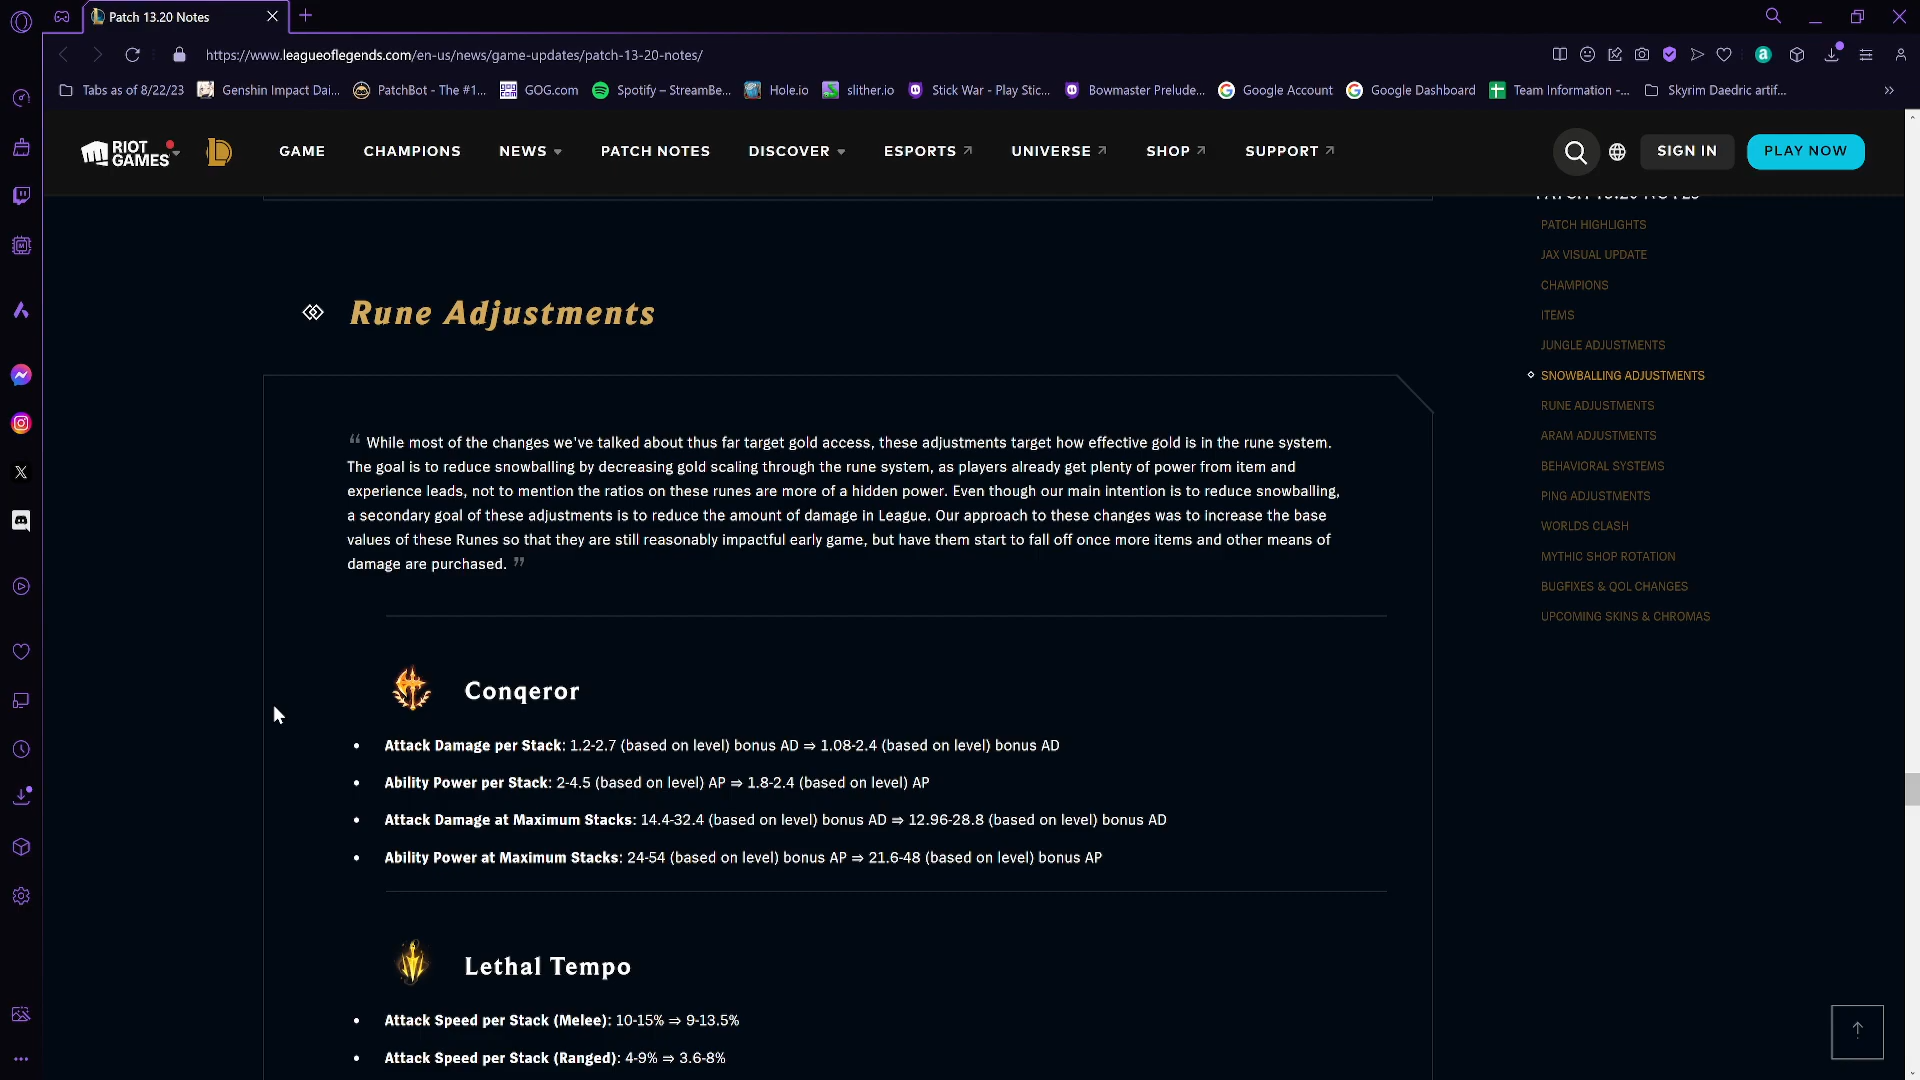 Patch 13.20 Notes
https://www.leagueoflegends.com/en-us/news/game-updates/patch-13-20-notes/
Tabs as of 8/22/23 Genshin Impact Dai... PatchBot - The #1... GOG.com Spotify – StreamBe... Hole.io slither.io Stick War - Play Stic... Bowmaster Prelude... Google Account Google Dashboard Team Information -... Skyrim Daedric artif...
RIOT GAMES GAME CHAMPIONS NEWS PATCH NOTES DISCOVER ESPORTS UNIVERSE SHOP SUPPORT SIGN IN PLAY NOW
PATCH 13.20 NOTES
PATCH HIGHLIGHTS
JAX VISUAL UPDATE
CHAMPIONS
ITEMS
JUNGLE ADJUSTMENTS
SNOWBALLING ADJUSTMENTS
RUNE ADJUSTMENTS
ARAM ADJUSTMENTS
BEHAVIORAL SYSTEMS
PING ADJUSTMENTS
WORLDS CLASH
MYTHIC SHOP ROTATION
BUGFIXES & QOL CHANGES
UPCOMING SKINS & CHROMAS
Rune Adjustments
“ While most of the changes we've talked about thus far target gold access, these adjustments target how effective gold is in the rune system.
The goal is to reduce snowballing by decreasing gold scaling through the rune system, as players already get plenty of power from item and
experience leads, not to mention the ratios on these runes are more of a hidden power. Even though our main intention is to reduce snowballing,
a secondary goal of these adjustments is to reduce the amount of damage in League. Our approach to these changes was to increase the base
values of these Runes so that they are still reasonably impactful early game, but have them start to fall off once more items and other means of
damage are purchased. ”
Conqeror
• Attack Damage per Stack: 1.2-2.7 (based on level) bonus AD ⇒ 1.08-2.4 (based on level) bonus AD
• Ability Power per Stack: 2-4.5 (based on level) AP ⇒ 1.8-2.4 (based on level) AP
• Attack Damage at Maximum Stacks: 14.4-32.4 (based on level) bonus AD ⇒ 12.96-28.8 (based on level) bonus AD
• Ability Power at Maximum Stacks: 24-54 (based on level) bonus AP ⇒ 21.6-48 (based on level) bonus AP
Lethal Tempo
• Attack Speed per Stack (Melee): 10-15% ⇒ 9-13.5%
• Attack Speed per Stack (Ranged): 4-9% ⇒ 3.6-8%